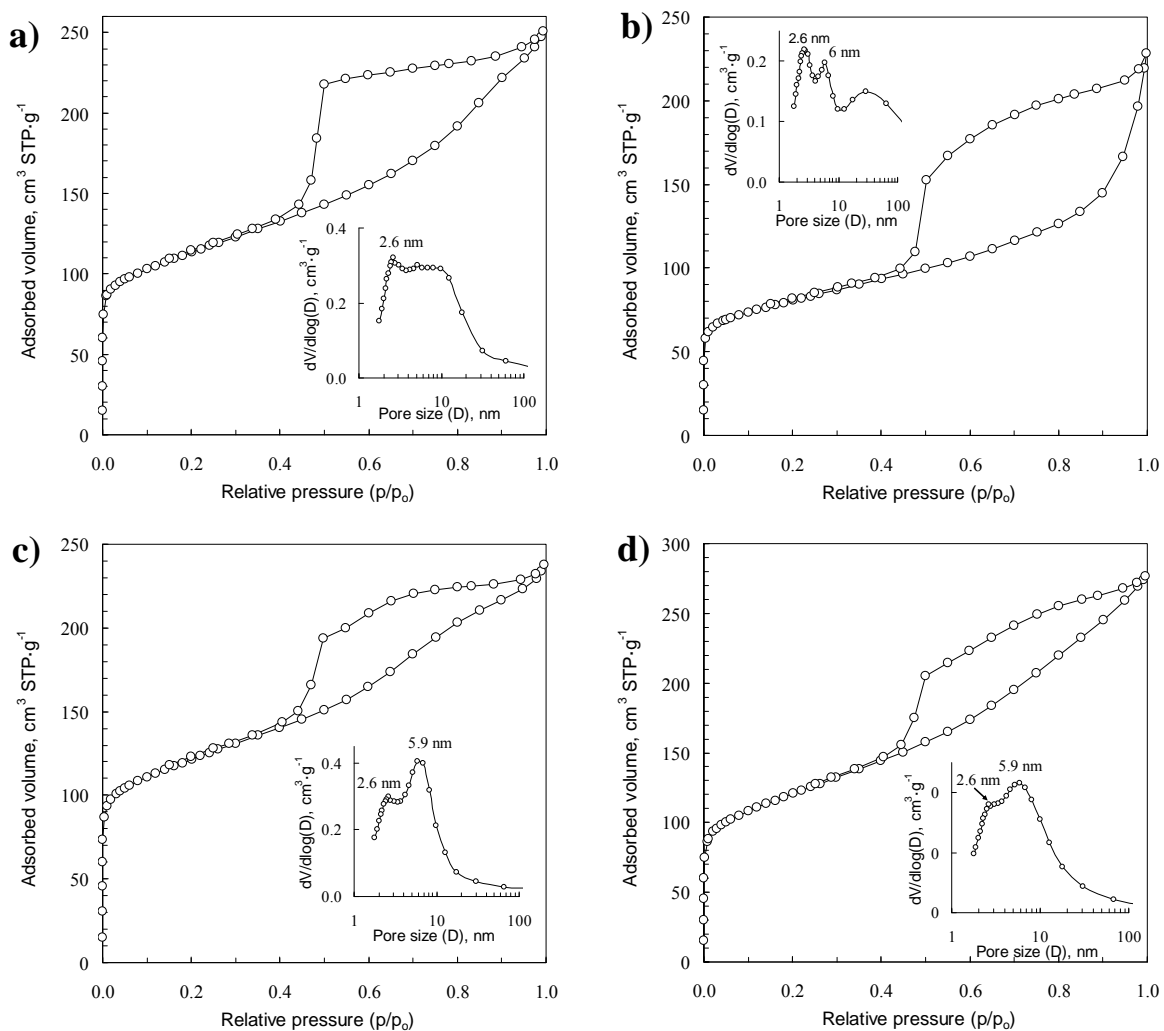 a)
250
200
150
100
50
0
0.0 0.2 0.4 0.6 0.8 1.0
Adsorbed volume, cm³ STP·g⁻¹
Relative pressure (p/pₒ)
2.6 nm
0.4
0.2
0.0
1 10 100
dV/dlog(D), cm³·g⁻¹
Pore size (D), nm
b)
250
200
150
100
50
0
0.0 0.2 0.4 0.6 0.8 1.0
Adsorbed volume, cm³ STP·g⁻¹
Relative pressure (p/pₒ)
2.6 nm
6 nm
0.2
0.1
0.0
1 10 100
dV/dlog(D), cm³·g⁻¹
Pore size (D), nm
c)
250
200
150
100
50
0
0.0 0.2 0.4 0.6 0.8 1.0
Adsorbed volume, cm³ STP·g⁻¹
Relative pressure (p/pₒ)
5.9 nm
2.6 nm
0.4
0.2
0.0
1 10 100
dV/dlog(D), cm³·g⁻¹
Pore size (D), nm
d)
300
250
200
150
100
50
0
0.0 0.2 0.4 0.6 0.8 1.0
Adsorbed volume, cm³ STP·g⁻¹
Relative pressure (p/pₒ)
5.9 nm
2.6 nm
0
0
0
1 10 100
dV/dlog(D), cm³·g⁻¹
Pore size (D), nm